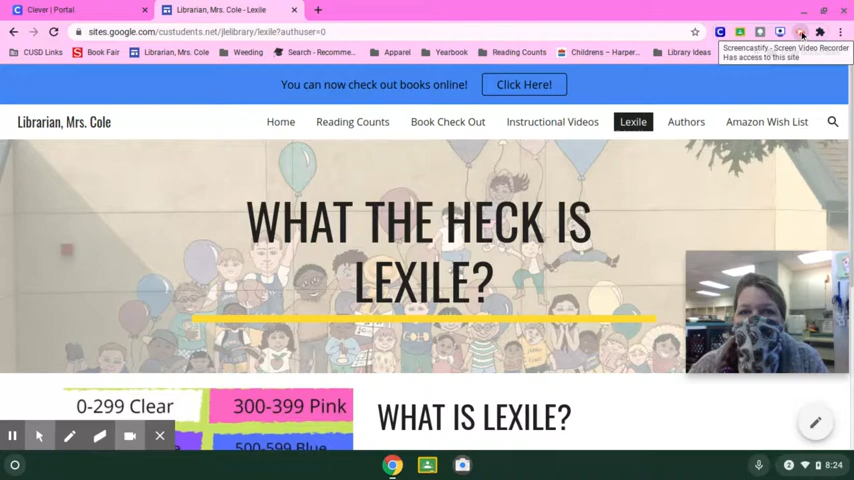 Clever | Portal
Librarian, Mrs. Cole - Lexile
sites.google.com/custudents.net/jlelibrary/lexile?authuser=0
CUSD Links
Book Fair
Librarian, Mrs. Cole
Weeding
Search - Recomme...
Apparel
Yearbook
Reading Counts
Childrens – Harper...
Library Ideas
Screencastify - Screen Video Recorder
Has access to this site
You can now check out books online!
Click Here!
Librarian, Mrs. Cole
Home
Reading Counts
Book Check Out
Instructional Videos
Lexile
Authors
Amazon Wish List
WHAT THE HECK IS
LEXILE?
0-299 Clear
300-399 Pink
WHAT IS LEXILE?
500-599 Blue
2
8:24